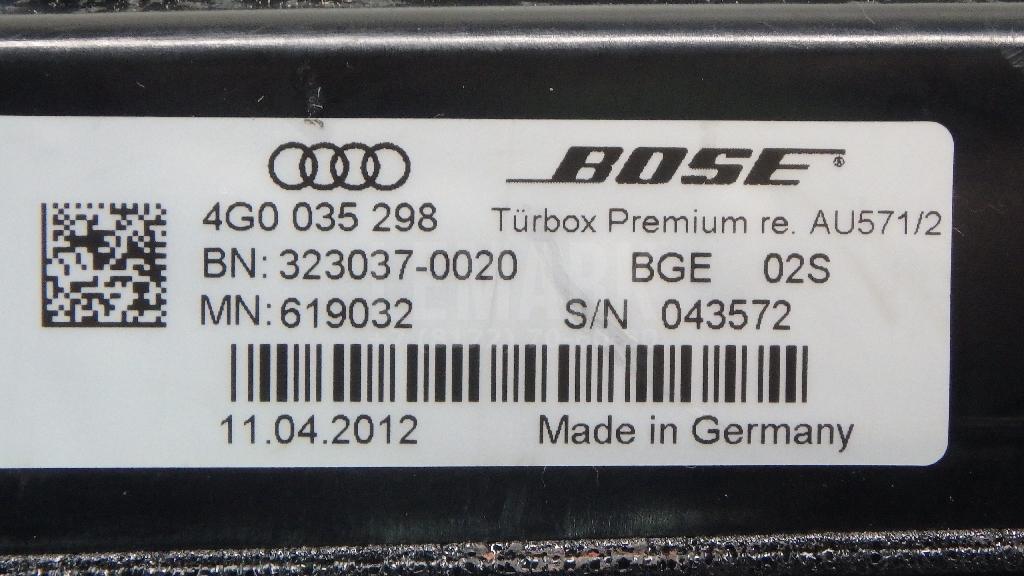 BOSE®
4G0 035 298 Türbox Premium re. AU571/2
BN: 323037-0020 BGE 02S
MN: 619032 S/N 043572
11.04.2012 Made in Germany